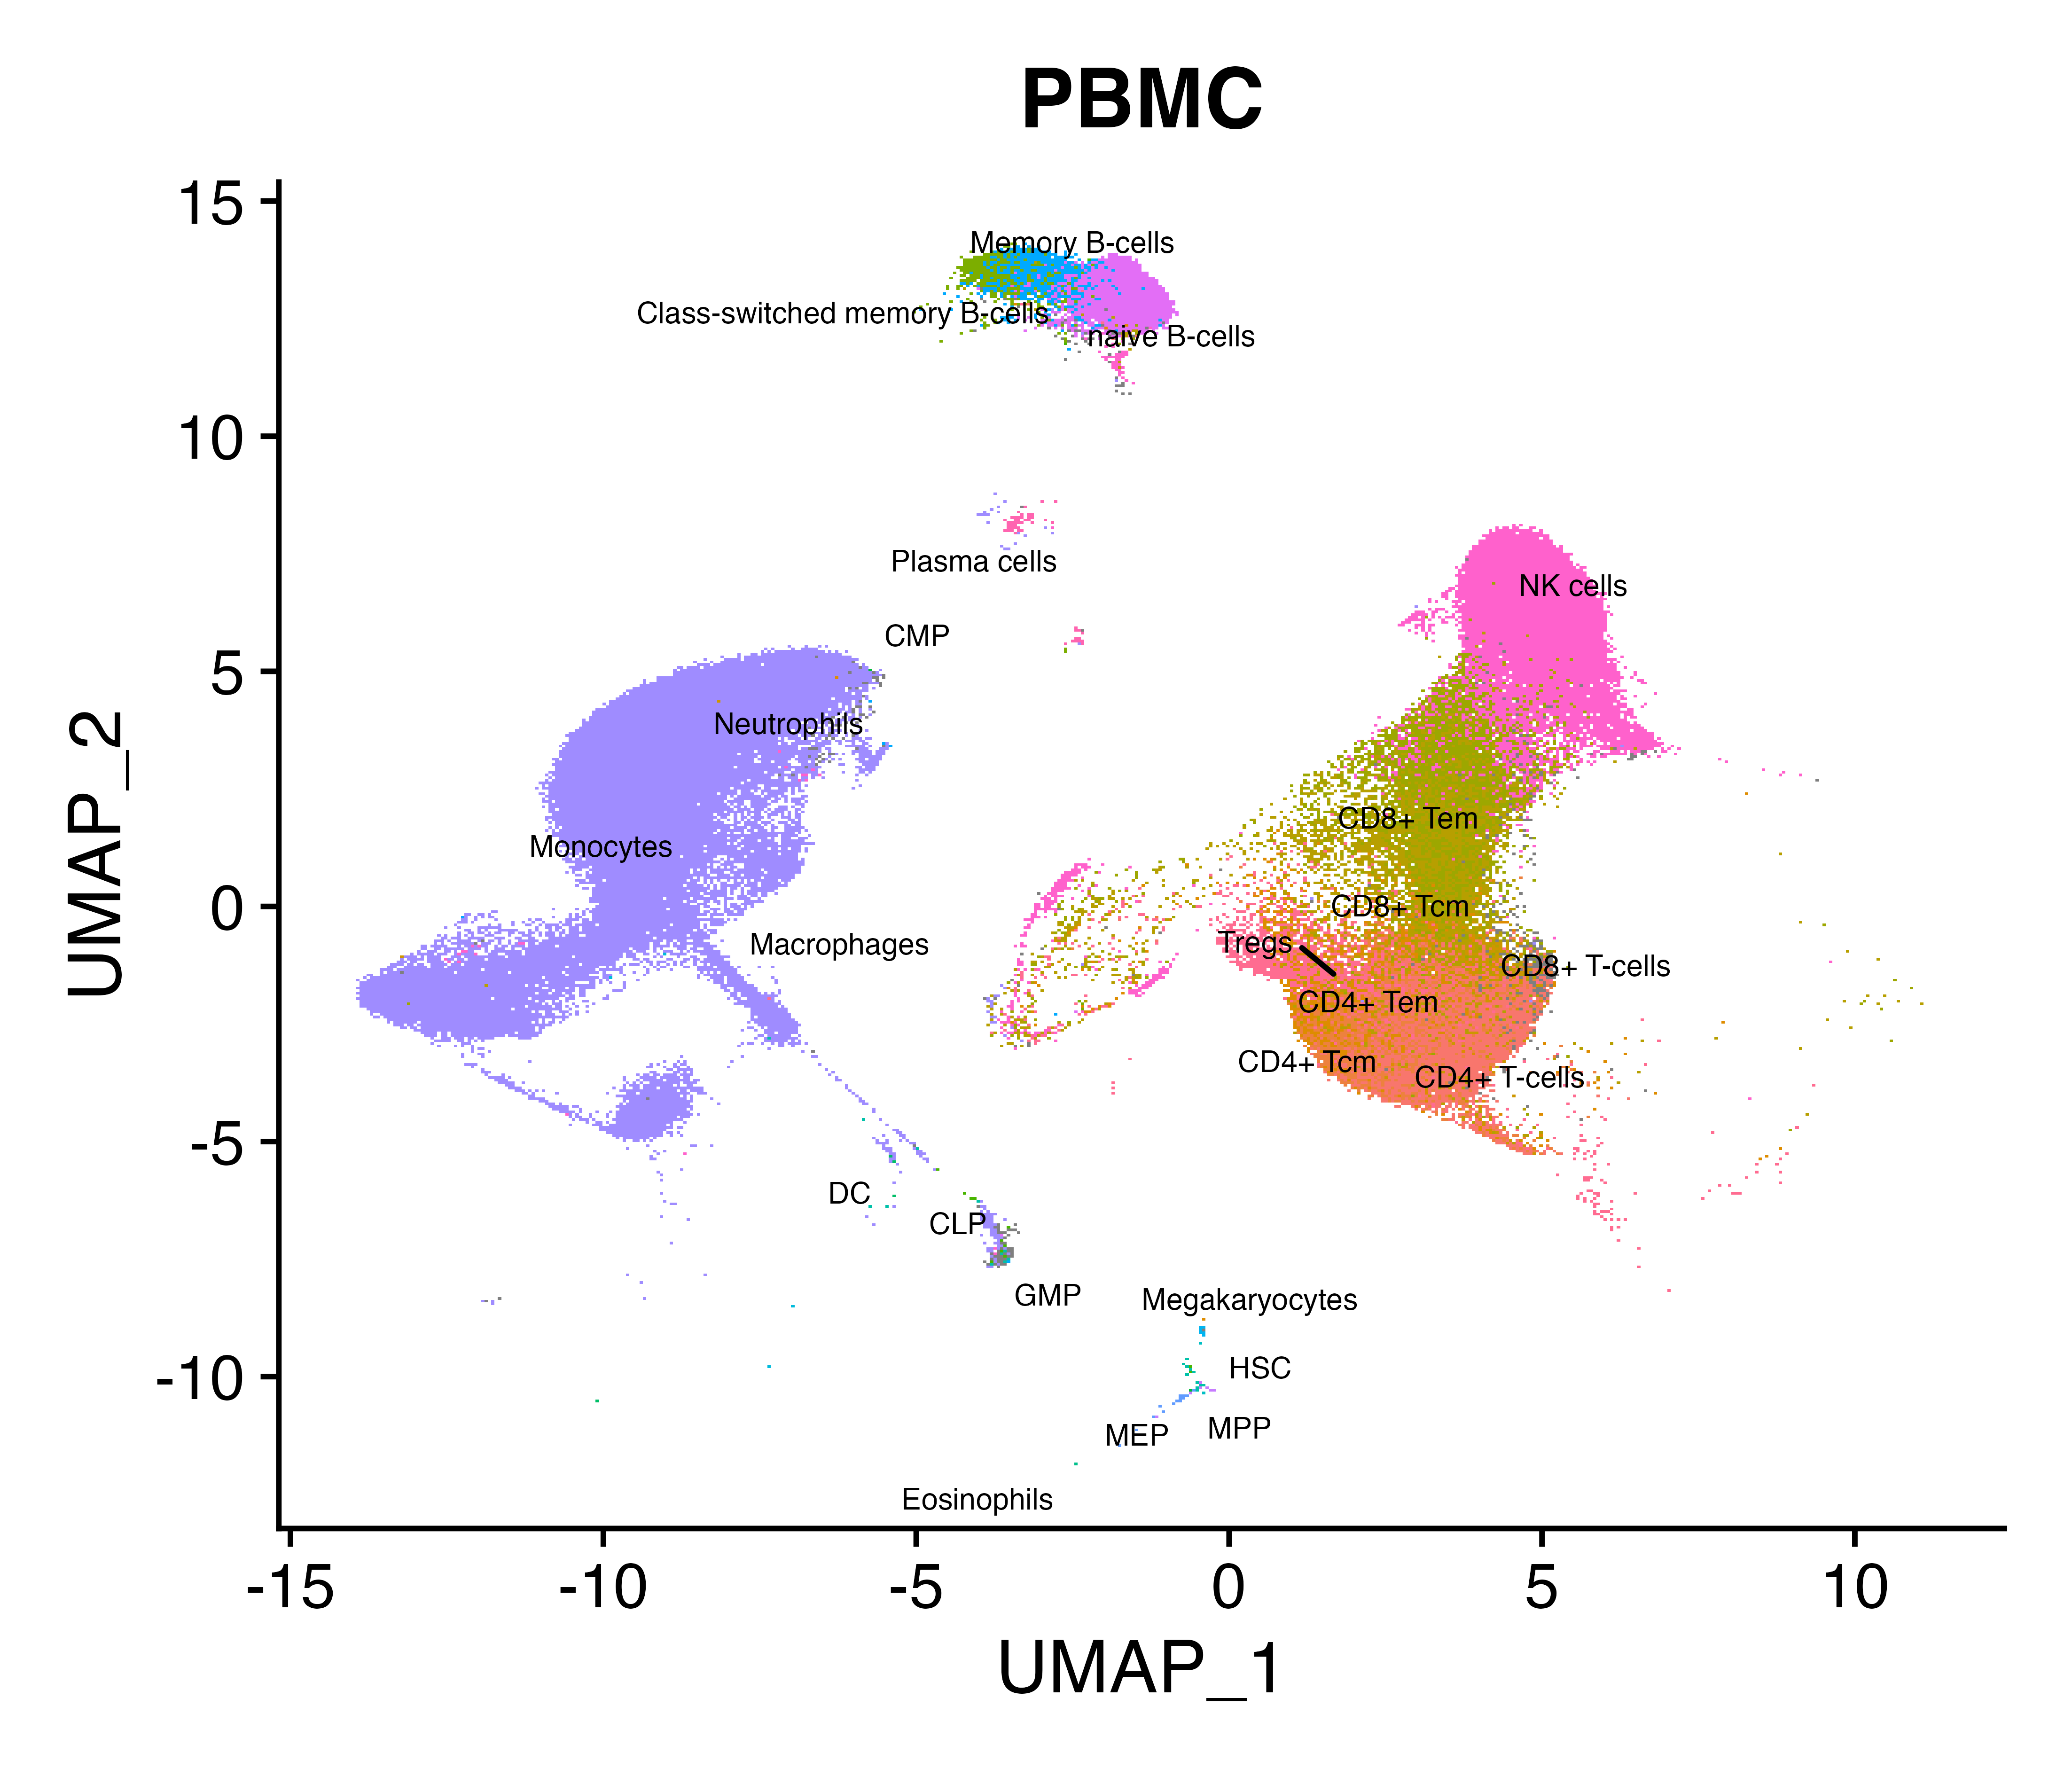 PBMC
15
10
5
0
-5
-10
UMAP_2
Memory B-cells
Class-switched memory B-cells
naive B-cells
Plasma cells
NK cells
CMP
Neutrophils
CD8+ Tem
Monocytes
CD8+ Tcm
Tregs
Macrophages
CD8+ T-cells
CD4+ Tem
CD4+ Tcm
CD4+ T-cells
DC
CLP
GMP
Megakaryocytes
HSC
MPP
MEP
Eosinophils
-15
-10
-5
0
5
10
UMAP_1